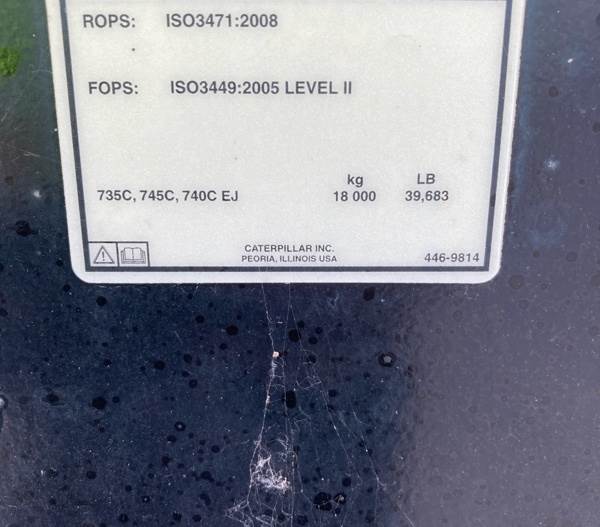 ROPS: ISO3471:2008
FOPS: ISO3449:2005 LEVEL II
kg LB
735C, 745C, 740C EJ 18 000 39,683
CATERPILLAR INC.
PEORIA, ILLINOIS USA 446-9814